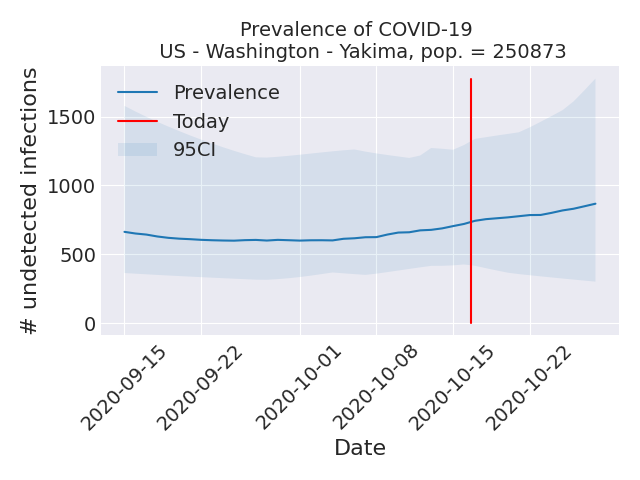 Prevalence of COVID-19
US - Washington - Yakima, pop. = 250873
# undetected infections
1500
1000
500
0
Prevalence
Today
95CI
2020-09-15
2020-09-22
2020-10-01
2020-10-08
2020-10-15
2020-10-22
Date